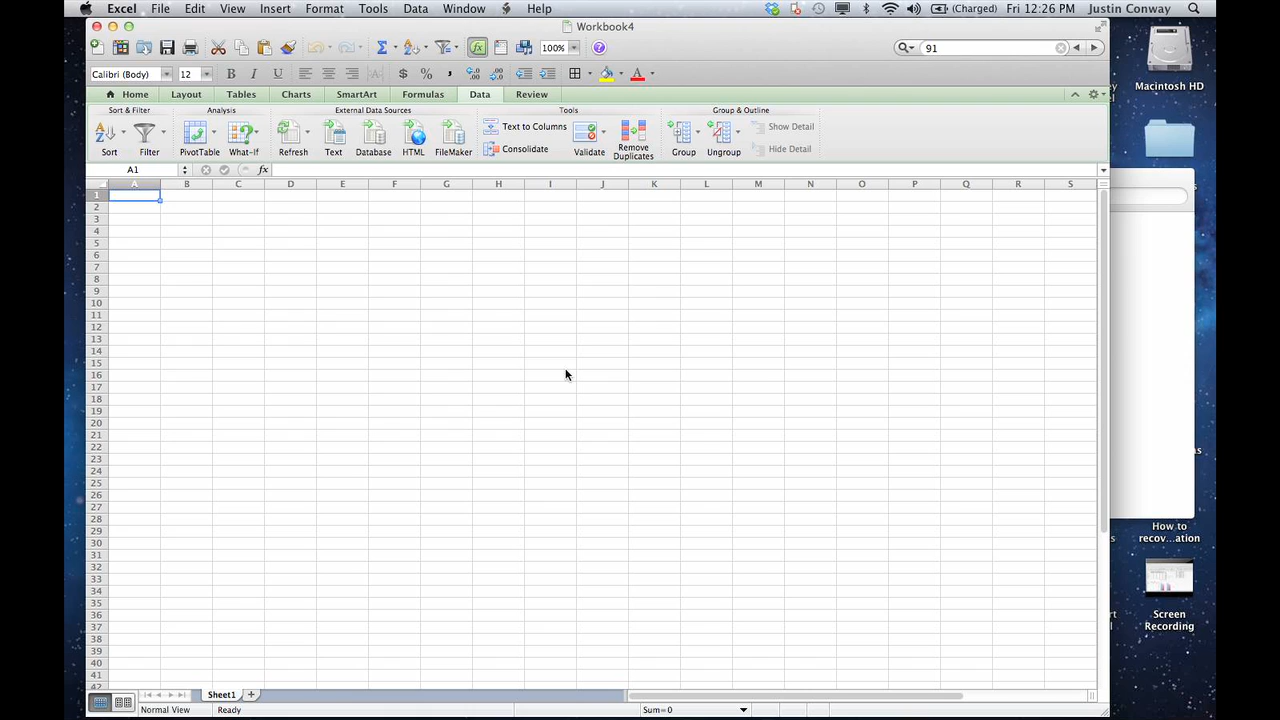 Excel File Edit View Insert Format Tools Data Window Help (Charged) Fri 12:26 PM Justin Conway
Workbook4
100% 91
Calibri (Body) 12 B I U A $ % A
Home Layout Tables Charts SmartArt Formulas Data Review
Sort & Filter Analysis External Data Sources Tools Group & Outline
Sort Filter PivotTable What-If Refresh Text Database HTML FileMaker
Consolidate Validate Remove
Duplicates
Group Ungroup Show Detail
Hide Detail
t to Columns
A1 fx
A B C D E F G H I J K L M N O P Q R S
1
2
3
4
5
6
7
8
9
10
11
12
13
14
15
16
17
18
19
20
21
22
23
24
25
26
27
28
29
30
31
32
33
34
35
36
37
38
39
40
41
42
Sheet1
Normal View Ready Sum=0
Macintosh HD
How to
recov...ation
Screen
Recording